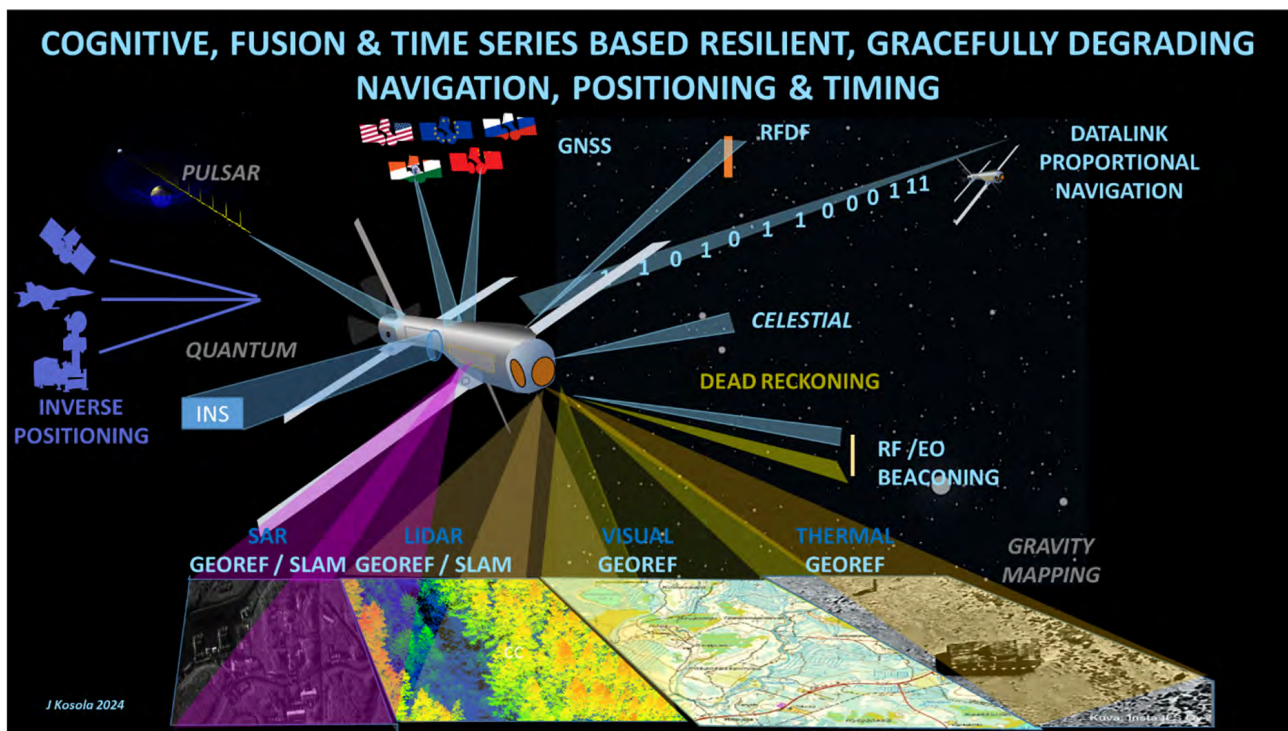 COGNITIVE, FUSION & TIME SERIES BASED RESILIENT, GRACEFULLY DEGRADING
NAVIGATION, POSITIONING & TIMING
PULSAR
GNSS
RFDF
DATALINK
PROPORTIONAL
NAVIGATION
1 1 0 1 0 1 1 0 0 0 1 11
QUANTUM
CELESTIAL
INVERSE
POSITIONING
INS
DEAD RECKONING
RF /EO
BEACONING
SAR
GEOREF / SLAM
LIDAR
GEOREF / SLAM
VISUAL
GEOREF
THERMAL
GEOREF
GRAVITY
MAPPING
CC
J Kosola 2024